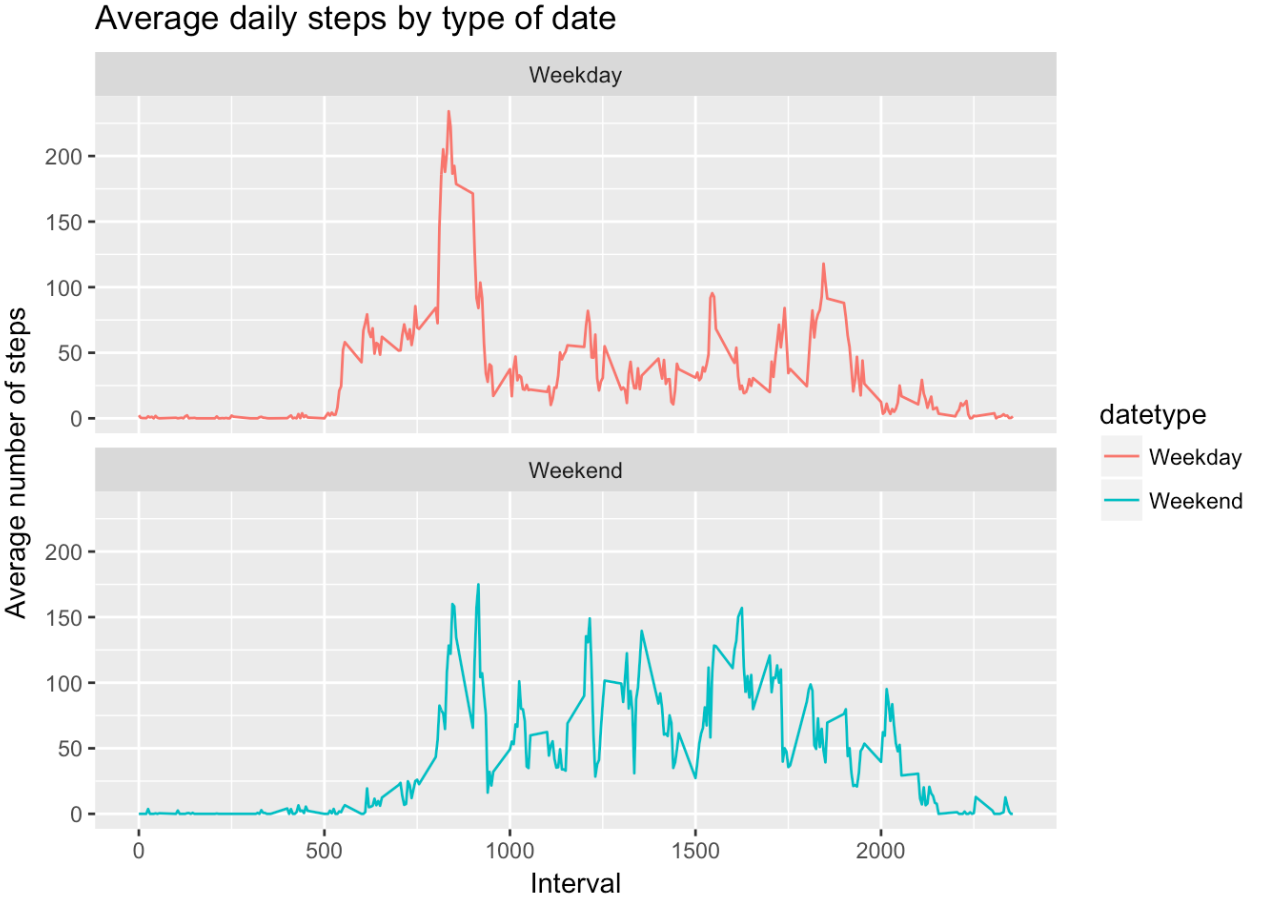 Average daily steps by type of date
Weekday
200
150
100
50
0
Weekend
200
150
100
50
0
0 500 1000 1500 2000
Interval
Average number of steps
datetype
Weekday
Weekend